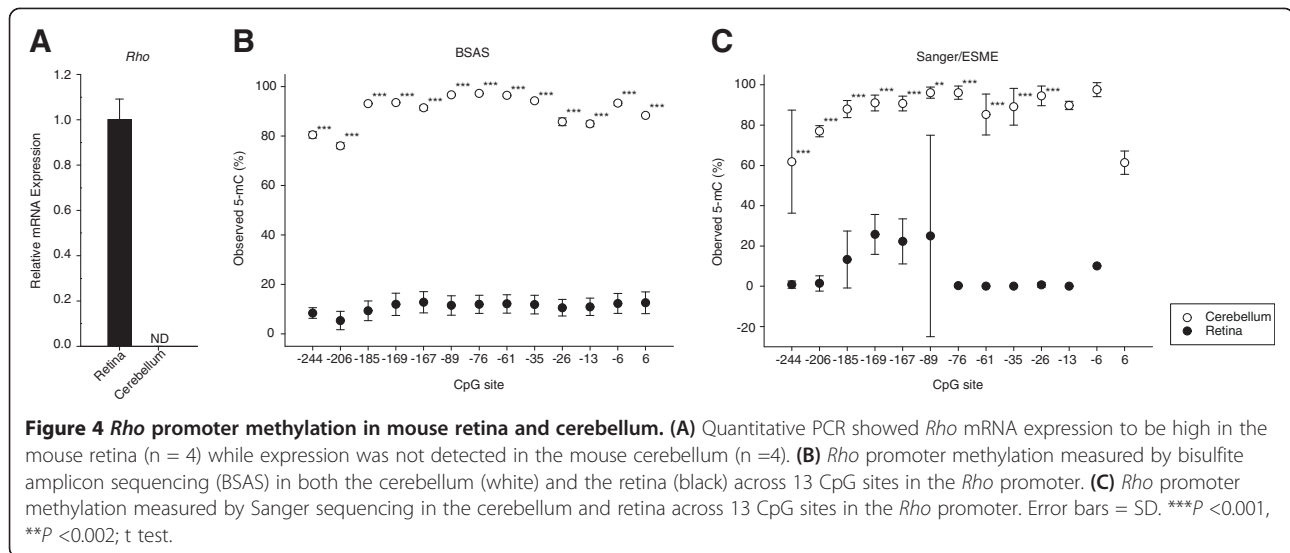 A
Rho
Relative mRNA Expression
1.2
1.0
0.8
0.6
0.4
0.2
0.0
ND
Retina
Cerebellum
B
BSAS
Observed 5-mC (%)
100
80
60
40
20
0
*** *** *** *** *** *** *** *** *** *** *** *** ***
-244 -206 -185 -169 -167 -89 -76 -61 -35 -26 -13 -6 6
CpG site
C
Sanger/ESME
Oberved 5-mC (%)
100
80
60
40
20
0
-20
*** *** *** *** *** ** *** *** *** ***
-244 -206 -185 -169 -167 -89 -76 -61 -35 -26 -13 -6 6
CpG site
Cerebellum
Retina
Figure 4 Rho promoter methylation in mouse retina and cerebellum. (A) Quantitative PCR showed Rho mRNA expression to be high in the
mouse retina (n = 4) while expression was not detected in the mouse cerebellum (n =4). (B) Rho promoter methylation measured by bisulfite
amplicon sequencing (BSAS) in both the cerebellum (white) and the retina (black) across 13 CpG sites in the Rho promoter. (C) Rho promoter
methylation measured by Sanger sequencing in the cerebellum and retina across 13 CpG sites in the Rho promoter. Error bars = SD. ***P <0.001,
**P <0.002; t test.